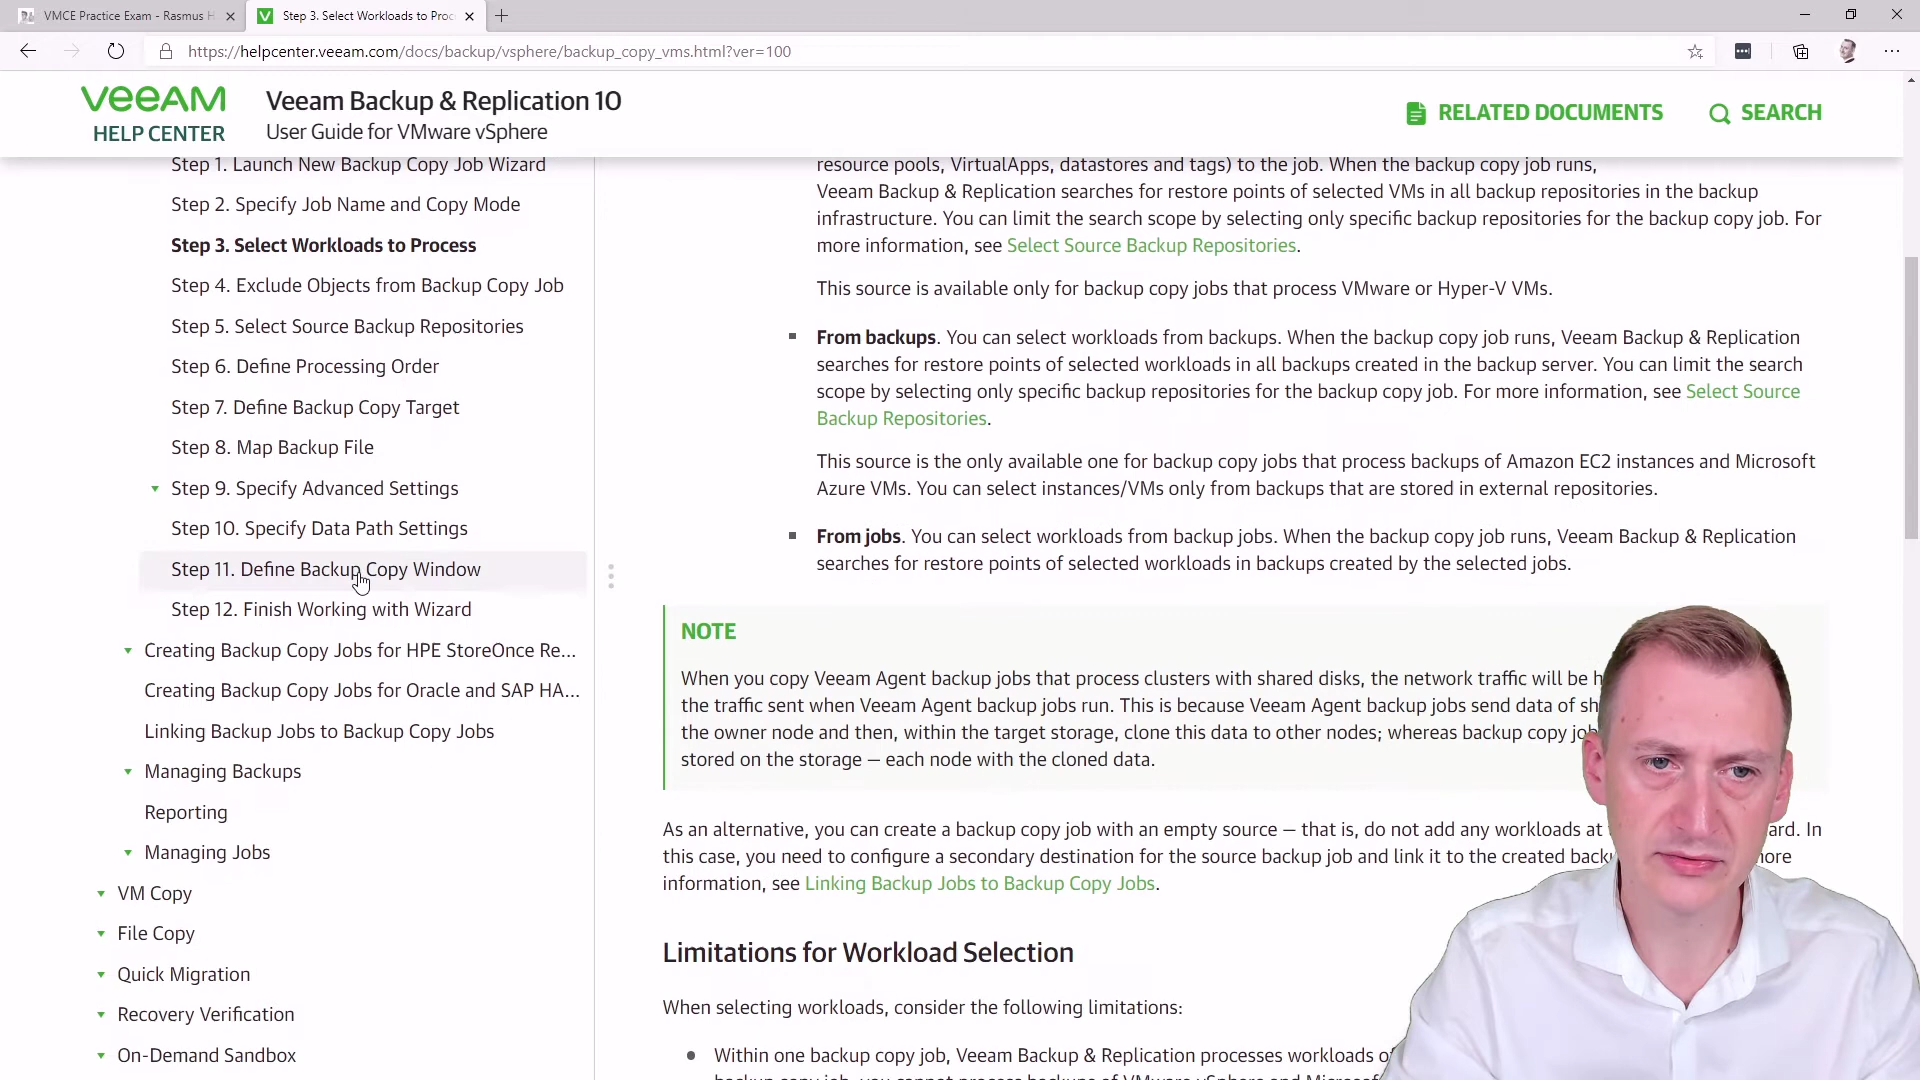 VMCE Practice Exam - Rasmus H
Step 3. Select Workloads to Proc
https://helpcenter.veeam.com/docs/backup/vsphere/backup_copy_vms.html?ver=100
veeAM
HELP CENTER
Veeam Backup & Replication 10
User Guide for VMware vSphere
RELATED DOCUMENTS
SEARCH
Step 1. Launch New Backup Copy Job Wizard
Step 2. Specify Job Name and Copy Mode
Step 3. Select Workloads to Process
Step 4. Exclude Objects from Backup Copy Job
Step 5. Select Source Backup Repositories
Step 6. Define Processing Order
Step 7. Define Backup Copy Target
Step 8. Map Backup File
Step 9. Specify Advanced Settings
Step 10. Specify Data Path Settings
Step 11. Define Backup Copy Window
Step 12. Finish Working with Wizard
Creating Backup Copy Jobs for HPE StoreOnce Re...
Creating Backup Copy Jobs for Oracle and SAP HA...
Linking Backup Jobs to Backup Copy Jobs
Managing Backups
Reporting
Managing Jobs
VM Copy
File Copy
Quick Migration
Recovery Verification
On-Demand Sandbox
resource pools, VirtualApps, datastores and tags) to the job. When the backup copy job runs,
Veeam Backup & Replication searches for restore points of selected VMs in all backup repositories in the backup
infrastructure. You can limit the search scope by selecting only specific backup repositories for the backup copy job. For
more information, see Select Source Backup Repositories.
This source is available only for backup copy jobs that process VMware or Hyper-V VMs.
From backups. You can select workloads from backups. When the backup copy job runs, Veeam Backup & Replication
searches for restore points of selected workloads in all backups created in the backup server. You can limit the search
scope by selecting only specific backup repositories for the backup copy job. For more information, see Select Source
Backup Repositories.
This source is the only available one for backup copy jobs that process backups of Amazon EC2 instances and Microsoft
Azure VMs. You can select instances/VMs only from backups that are stored in external repositories.
From jobs. You can select workloads from backup jobs. When the backup copy job runs, Veeam Backup & Replication
searches for restore points of selected workloads in backups created by the selected jobs.
NOTE
When you copy Veeam Agent backup jobs that process clusters with shared disks, the network traffic will be h
the traffic sent when Veeam Agent backup jobs run. This is because Veeam Agent backup jobs send data of sh
the owner node and then, within the target storage, clone this data to other nodes; whereas backup copy job
stored on the storage — each node with the cloned data.
As an alternative, you can create a backup copy job with an empty source — that is, do not add any workloads at ard. In
this case, you need to configure a secondary destination for the source backup job and link it to the created back ore
information, see Linking Backup Jobs to Backup Copy Jobs.
Limitations for Workload Selection
When selecting workloads, consider the following limitations:
Within one backup copy job, Veeam Backup & Replication processes workloads o